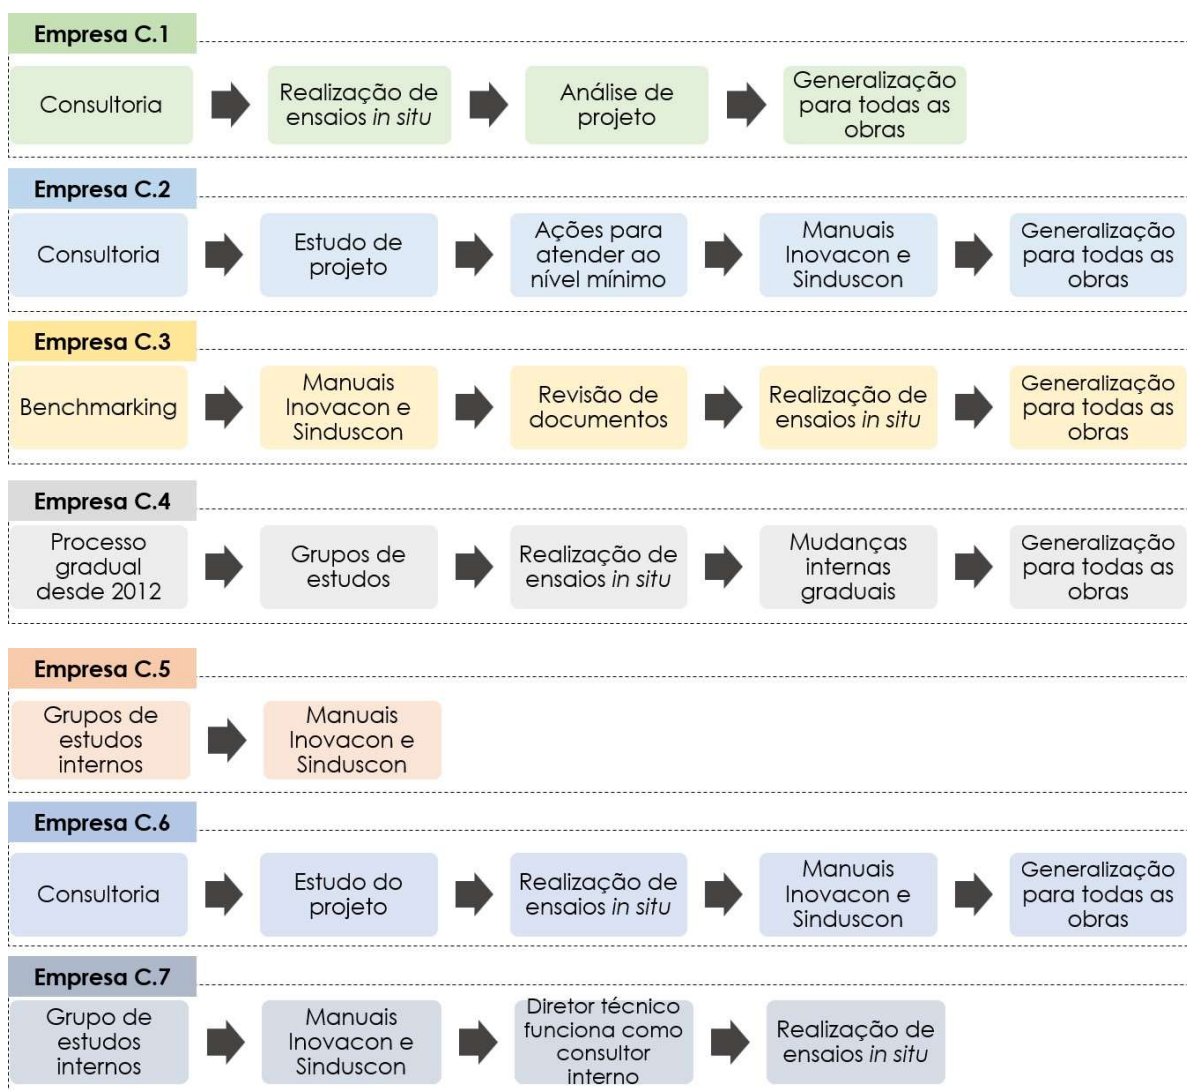 Empresa C.1
Consultoria
Realização de
ensaios in situ
Análise de
projeto
Generalização
para todas as
obras
Empresa C.2
Consultoria
Estudo de
projeto
Ações para
atender ao
nível mínimo
Manuais
Inovacon e
Sinduscon
Generalização
para todas as
obras
Empresa C.3
Benchmarking
Manuais
Inovacon e
Sinduscon
Revisão de
documentos
Realização de
ensaios in situ
Generalização
para todas as
obras
Empresa C.4
Processo
gradual
desde 2012
Grupos de
estudos
Realização de
ensaios in situ
Mudanças
internas
graduais
Generalização
para todas as
obras
Empresa C.5
Grupos de
estudos
internos
Manuais
Inovacon e
Sinduscon
Empresa C.6
Consultoria
Estudo do
projeto
Realização de
ensaios in situ
Manuais
Inovacon e
Sinduscon
Generalização
para todas as
obras
Empresa C.7
Grupo de
estudos
internos
Manuais
Inovacon e
Sinduscon
Diretor técnico
funciona como
consultor
interno
Realização de
ensaios in situ